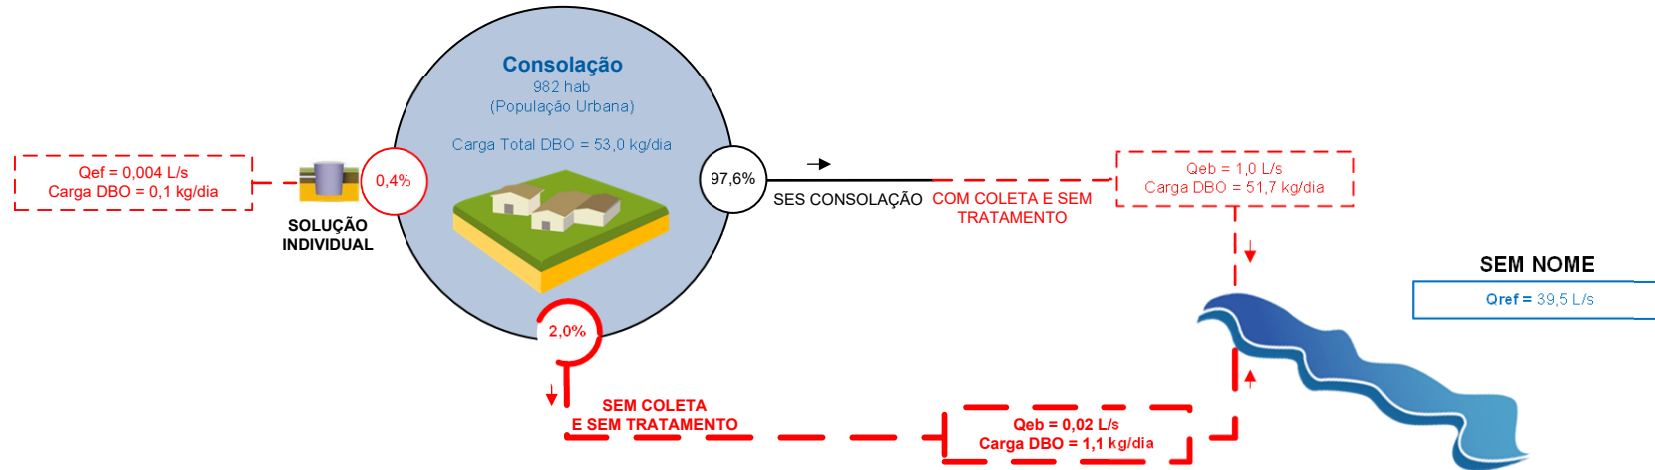 Consolação
982 hab
(População Urbana)
Carga Total DBO = 53,0 kg/dia
Qef = 0,004 L/s
Carga DBO = 0,1 kg/dia
0,4%
SOLUÇÃO
INDIVIDUAL
97,6%
SES CONSOLAÇÃO
COM COLETA E SEM
TRATAMENTO
Qeb = 1,0 L/s
Carga DBO = 51,7 kg/dia
SEM NOME
Qref = 39,5 L/s
2,0%
SEM COLETA
E SEM TRATAMENTO
Qeb = 0,02 L/s
Carga DBO = 1,1 kg/dia